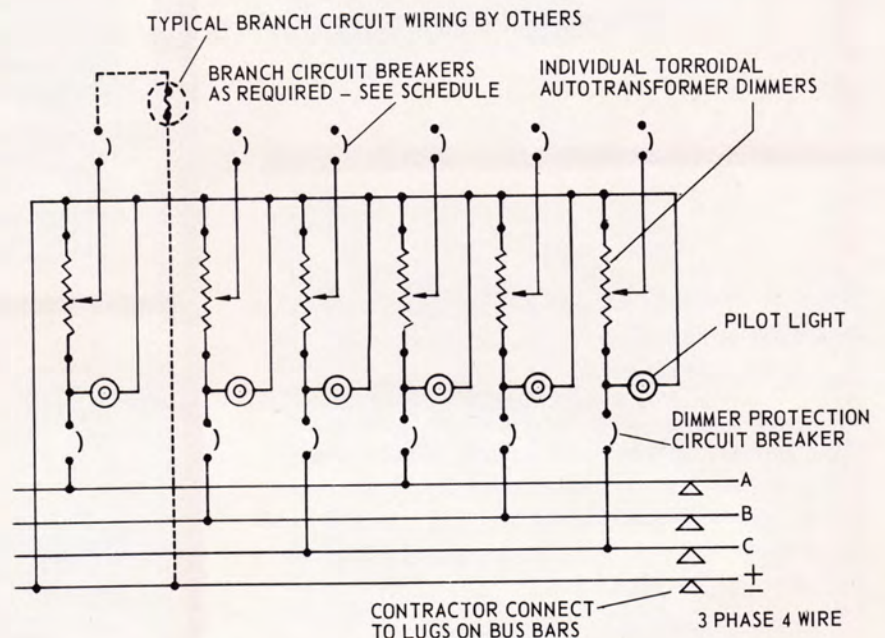 TYPICAL BRANCH CIRCUIT WIRING BY OTHERS
BRANCH CIRCUIT BREAKERS
AS REQUIRED – SEE SCHEDULE
INDIVIDUAL TORROIDAL
AUTOTRANSFORMER DIMMERS
PILOT LIGHT
DIMMER PROTECTION
CIRCUIT BREAKER
A
B
C
CONTRACTOR CONNECT
TO LUGS ON BUS BARS
3 PHASE 4 WIRE